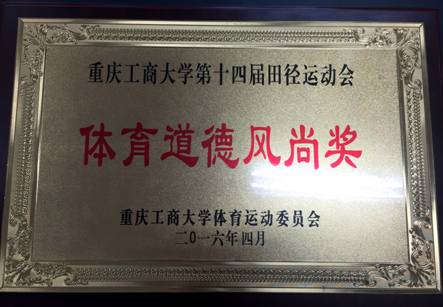 重庆工商大学第十四届田径运动会
体育道德风尚奖
重庆工商大学体育运动委员会
二0一六年四月